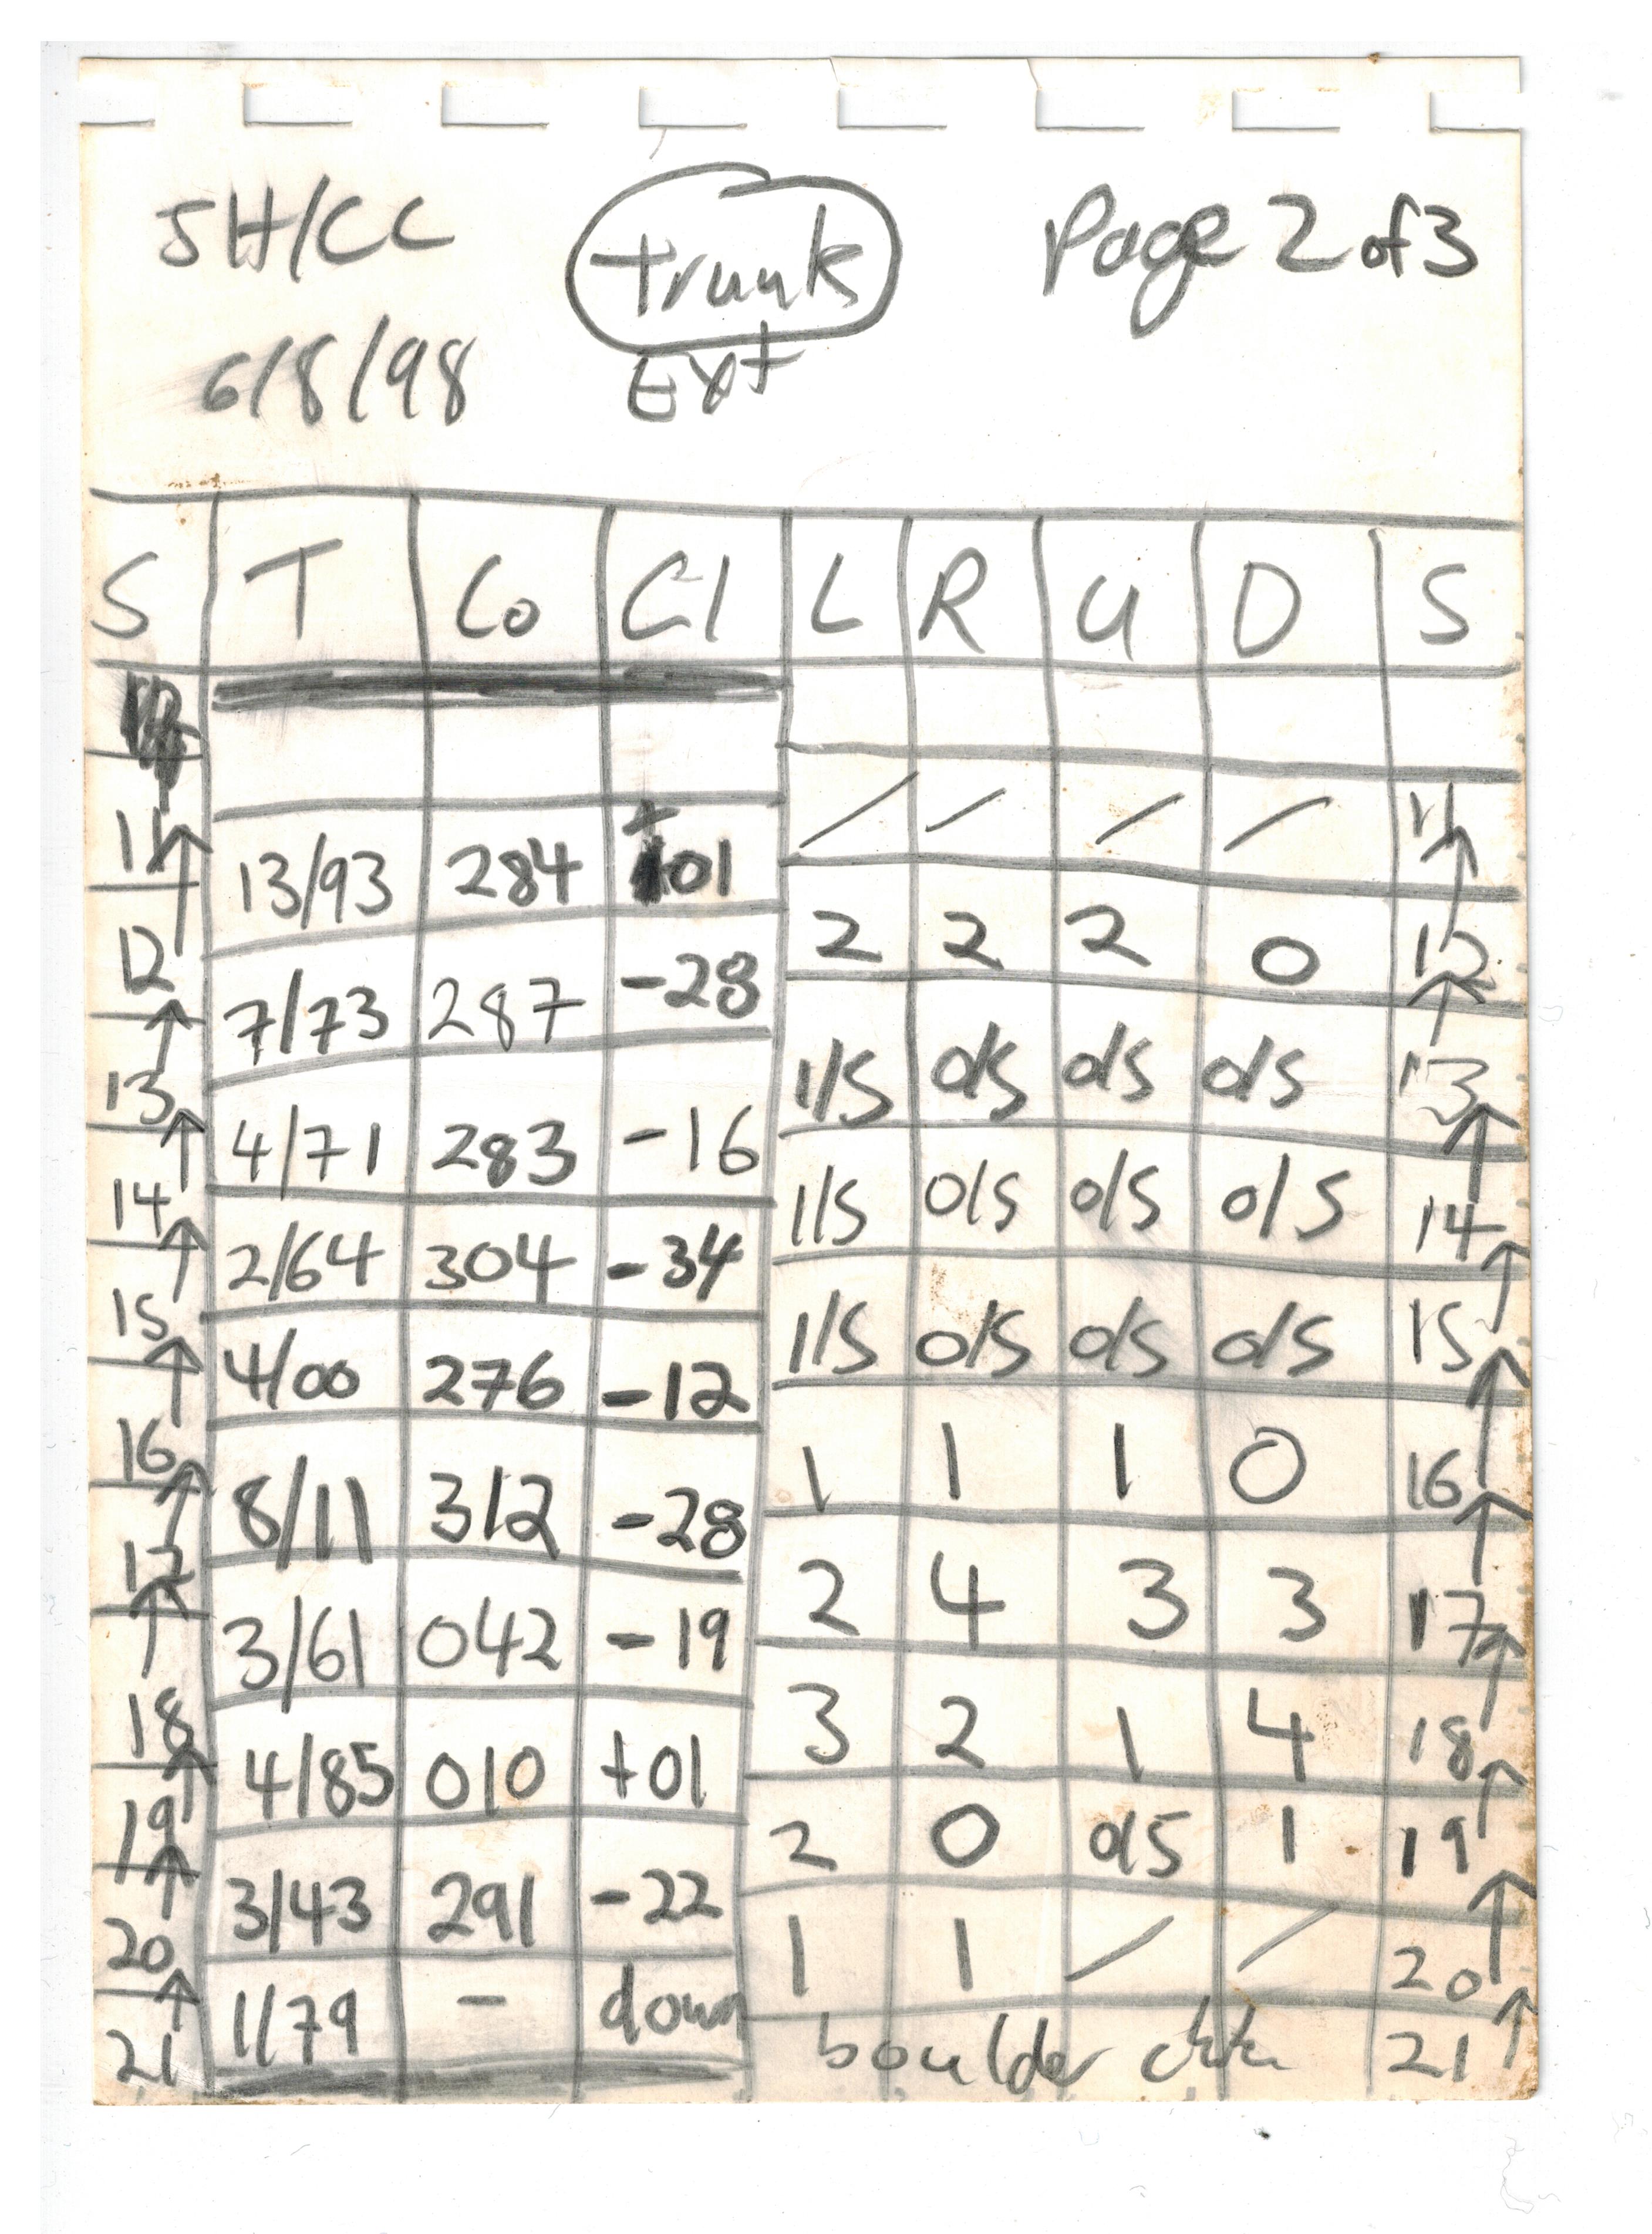 SH/CC trunk Page 2 of 3
6/8/98 Ext
S T Co Cl L R U D S
11 / / / / 11
13/93 284 +01
12 2 2 2 0 12
7/73 287 -28
13 1/S 0/S 0/S 0/S 13
4/71 283 -16
14 1/S 0/S 0/S 0/S 14
2/64 304 -34
15 1/S 0/S 0/S 0/S 15
4/00 276 -12
16 1 1 1 0 16
8/11 312 -28
17 2 4 3 3 17
3/61 042 -19
18 3 2 1 4 18
4/85 010 +01
19 2 0 0/5 1 19
3/43 291 -22
20 1 1 / / 20
1/79 - down
21 boulder 21